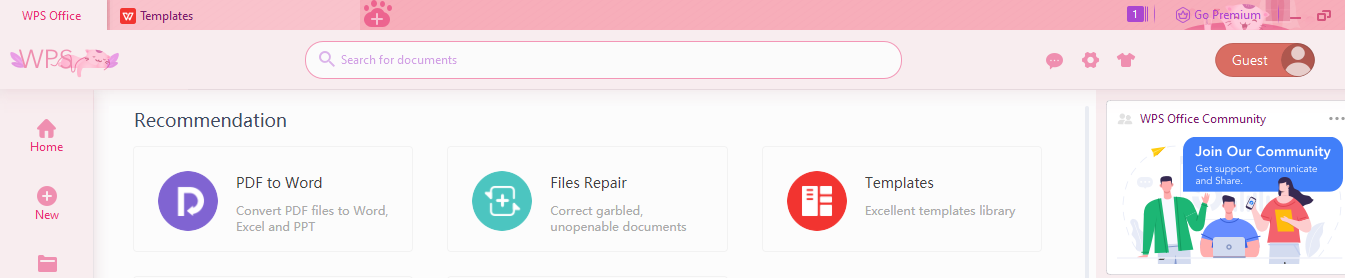 WPS Office
Templates
1
Go Premium
WPS
Search for documents
Guest
Home
New
Recommendation
PDF to Word
Convert PDF files to Word,
Excel and PPT
Files Repair
Correct garbled,
unopenable documents
Templates
Excellent templates library
WPS Office Community
Join Our Community
Get support, Communicate
and Share.